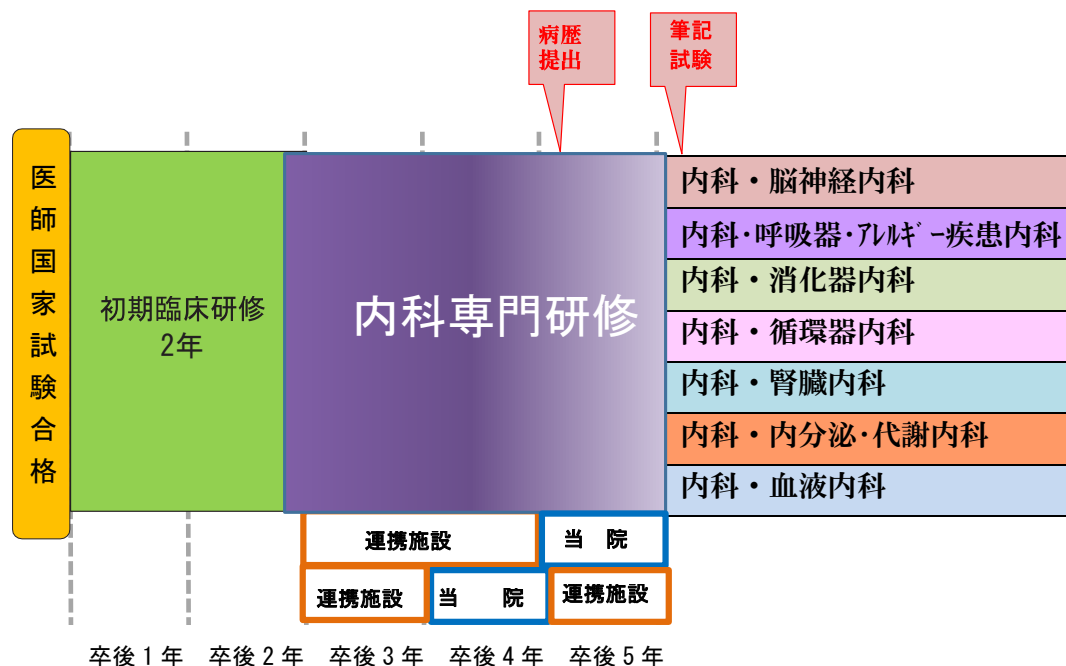 病歴
提出
筆記
試験
医師国家試験合格
初期臨床研修
2年
内科専門研修
内科・脳神経内科
内科・呼吸器・ｱﾚﾙｷﾞｰ疾患内科
内科・消化器内科
内科・循環器内科
内科・腎臓内科
内科・内分泌・代謝内科
内科・血液内科
連携施設
当 院
連携施設
当 院
連携施設
卒後1年 卒後2年 卒後3年 卒後4年 卒後5年